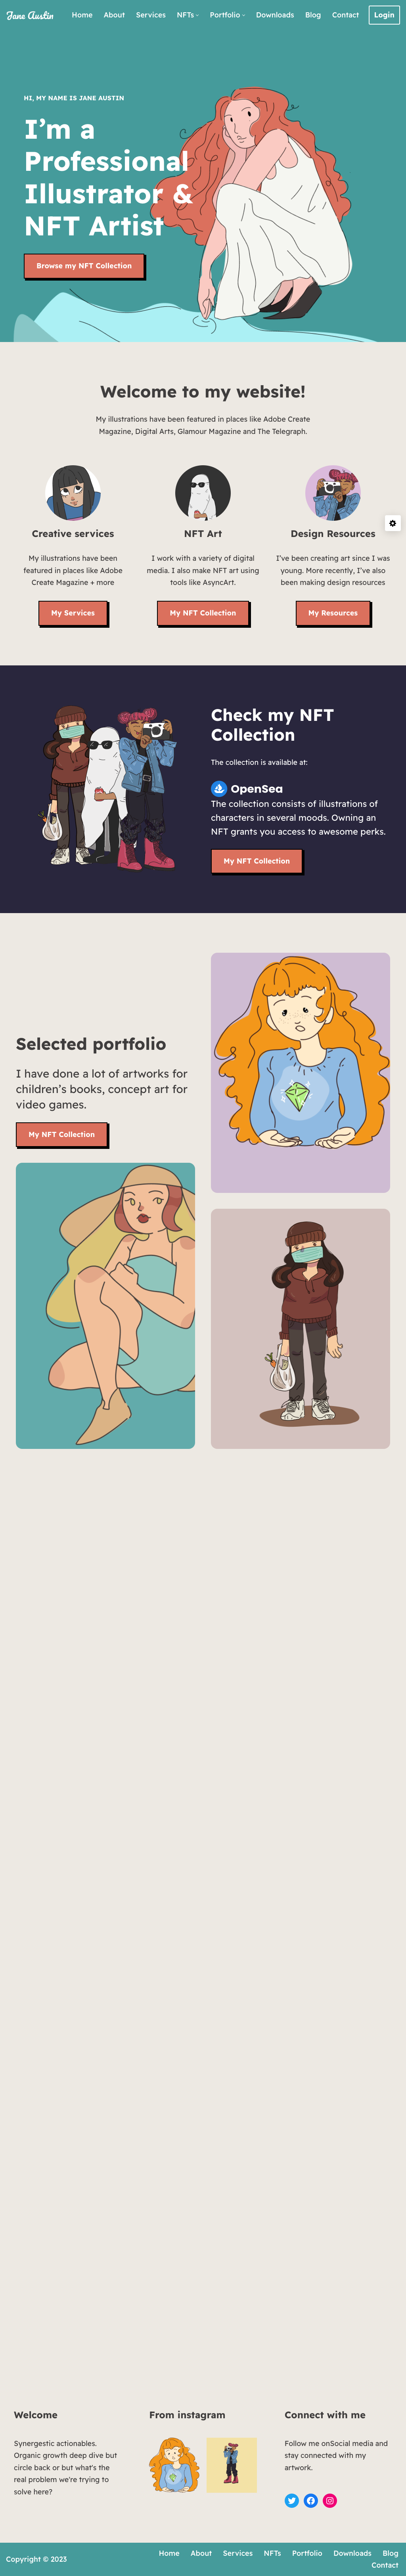 Jane Austin
Home About Services NFTs Portfolio Downloads Blog Contact Login
HI, MY NAME IS JANE AUSTIN
I'm a
Professional
Illustrator &
NFT Artist
Browse my NFT Collection
Welcome to my website!
My illustrations have been featured in places like Adobe Create
Magazine, Digital Arts, Glamour Magazine and The Telegraph.
Creative services
My illustrations have been
featured in places like Adobe
Create Magazine + more
My Services
NFT Art
I work with a variety of digital
media. I also make NFT art using
tools like AsyncArt.
My NFT Collection
Design Resources
I've been creating art since I was
young. More recently, I've also
been making design resources
My Resources
Check my NFT
Collection
The collection is available at:
OpenSea
The collection consists of illustrations of
characters in several moods. Owning an
NFT grants you access to awesome perks.
My NFT Collection
Selected portfolio
I have done a lot of artworks for
children's books, concept art for
video games.
My NFT Collection
Welcome
Synergestic actionables.
Organic growth deep dive but
circle back or but what's the
real problem we're trying to
solve here?
From instagram
Connect with me
Follow me onSocial media and
stay connected with my
artwork.
Copyright © 2023
Home About Services NFTs Portfolio Downloads Blog
Contact